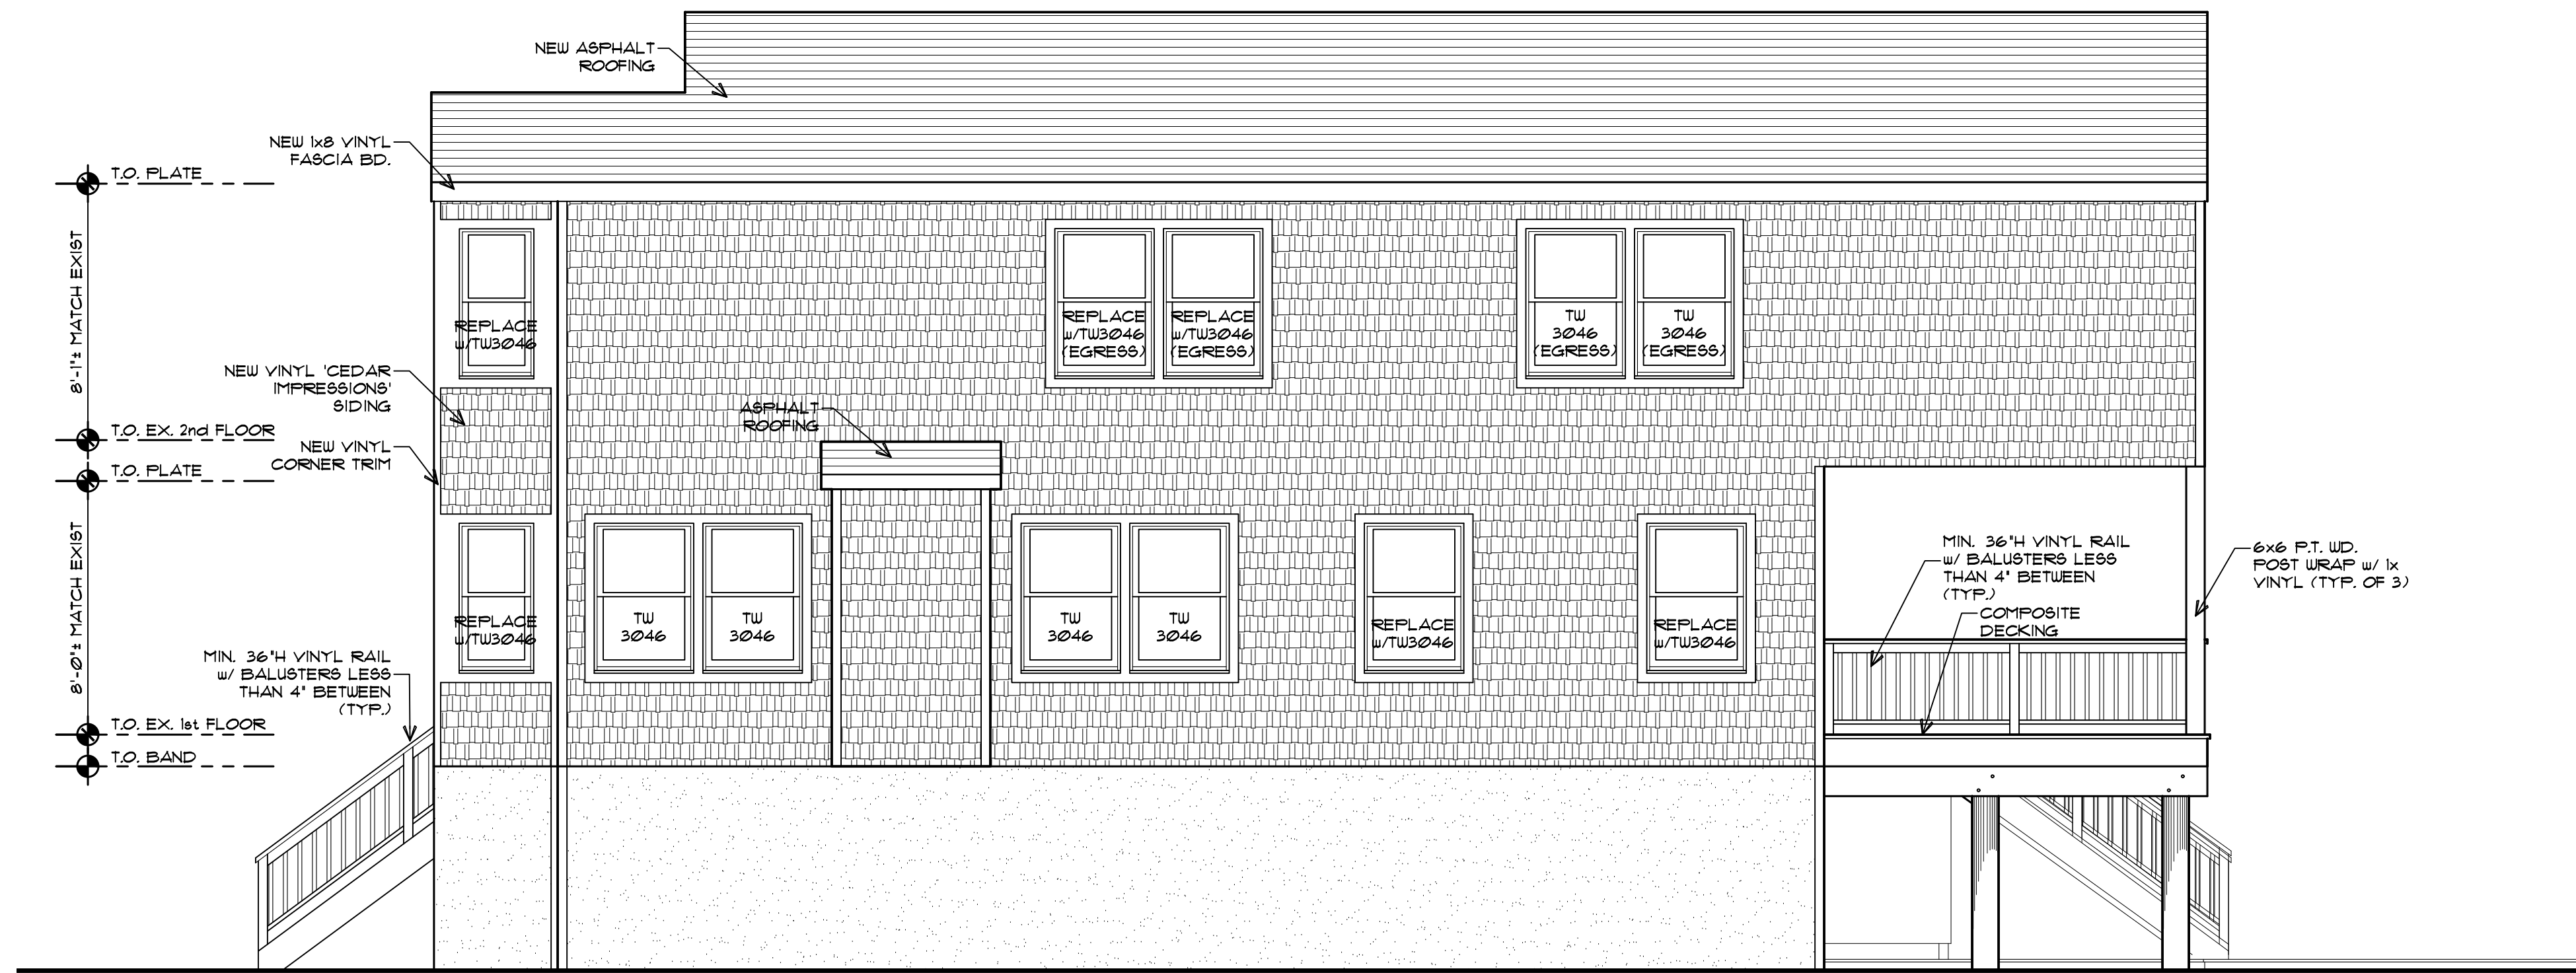 NEW ASPHALT
ROOFING
NEW 1x8 VINYL
FASCIA BD.
T.O. PLATE
8'-1"± MATCH EXIST
REPLACE
w/TW3046
REPLACE
w/TW3046
(EGRESS)
REPLACE
w/TW3046
(EGRESS)
TW
3046
(EGRESS)
TW
3046
(EGRESS)
NEW VINYL 'CEDAR
IMPRESSIONS'
SIDING
ASPHALT
ROOFING
T.O. EX. 2nd FLOOR
NEW VINYL
CORNER TRIM
T.O. PLATE
8'-0"± MATCH EXIST
MIN. 36"H VINYL RAIL
w/ BALUSTERS LESS
THAN 4" BETWEEN
(TYP.)
6x6 P.T. WD.
POST WRAP w/ 1x
VINYL (TYP. OF 3)
COMPOSITE
DECKING
REPLACE
w/TW3046
TW
3046
TW
3046
TW
3046
TW
3046
REPLACE
w/TW3046
REPLACE
w/TW3046
MIN. 36"H VINYL RAIL
w/ BALUSTERS LESS
THAN 4" BETWEEN
(TYP.)
T.O. EX. 1st FLOOR
T.O. BAND